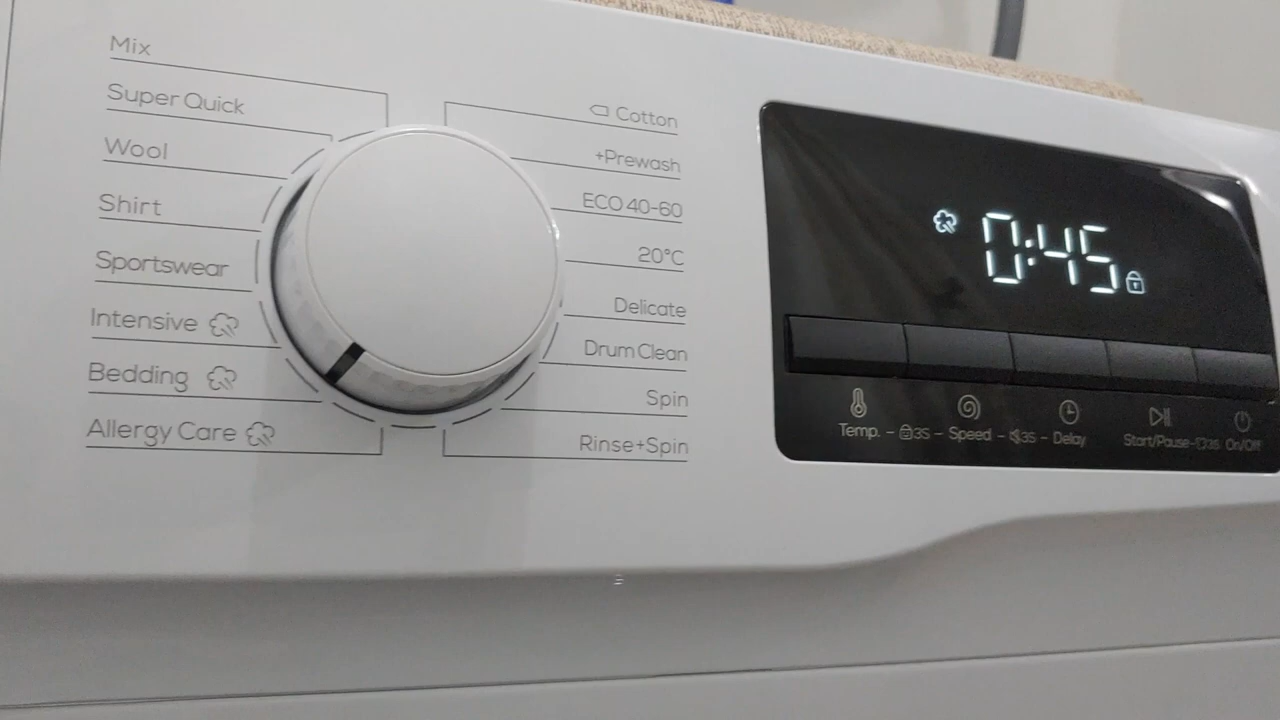 Mix
Super Quick
Wool
Shirt
Sportswear
Intensive
Bedding
Allergy Care
Cotton
+Prewash
ECO 40-60
20°C
Delicate
Drum Clean
Spin
Rinse+Spin
0:45
Temp. - 3S - Speed - 3S - Delay Start/Pause - 3S On/Off